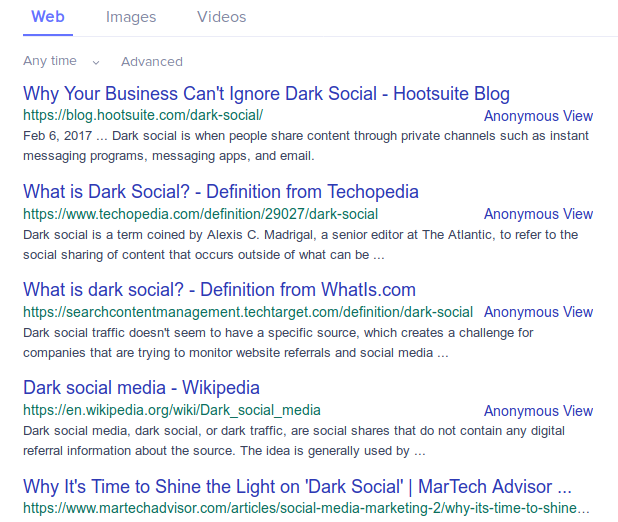 Web Images Videos
Any time Advanced
Why Your Business Can't Ignore Dark Social - Hootsuite Blog
https://blog.hootsuite.com/dark-social/ Anonymous View
Feb 6, 2017 ... Dark social is when people share content through private channels such as instant
messaging programs, messaging apps, and email.
What is Dark Social? - Definition from Techopedia
https://www.techopedia.com/definition/29027/dark-social Anonymous View
Dark social is a term coined by Alexis C. Madrigal, a senior editor at The Atlantic, to refer to the
social sharing of content that occurs outside of what can be ...
What is dark social? - Definition from WhatIs.com
https://searchcontentmanagement.techtarget.com/definition/dark-social Anonymous View
Dark social traffic doesn't seem to have a specific source, which creates a challenge for
companies that are trying to monitor website referrals and social media ...
Dark social media - Wikipedia
https://en.wikipedia.org/wiki/Dark_social_media Anonymous View
Dark social media, dark social, or dark traffic, are social shares that do not contain any digital
referral information about the source. The idea is generally used by ...
Why It's Time to Shine the Light on 'Dark Social' | MarTech Advisor ...
https://www.martechadvisor.com/articles/social-media-marketing-2/why-its-time-to-shine...